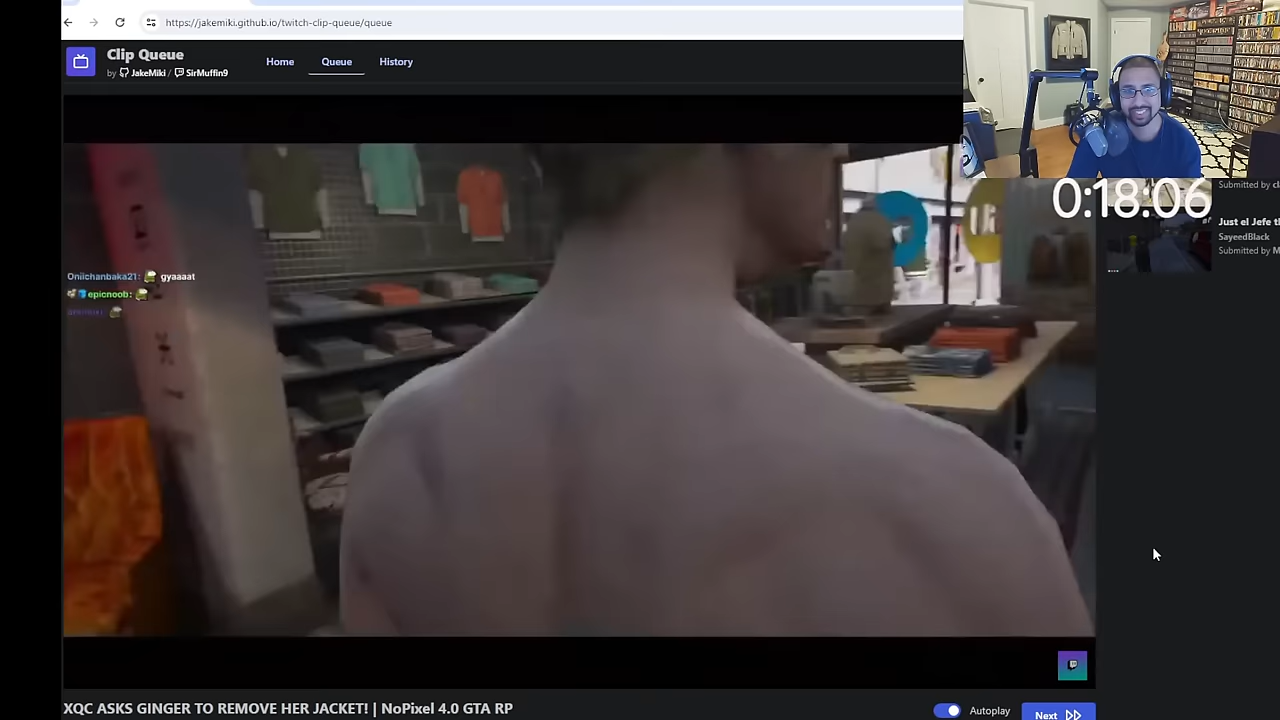 https://jakemiki.github.io/twitch-clip-queue/queue
Clip Queue
by JakeMiki / SirMuffin9
Home
Queue
History
0:18:06
Submitted by
Just el Jefe
SayeedBlack
Submitted by
Oniichanbaka21: gyaaaat
epicnoob:
XQC ASKS GINGER TO REMOVE HER JACKET! | NoPixel 4.0 GTA RP
Autoplay
Next